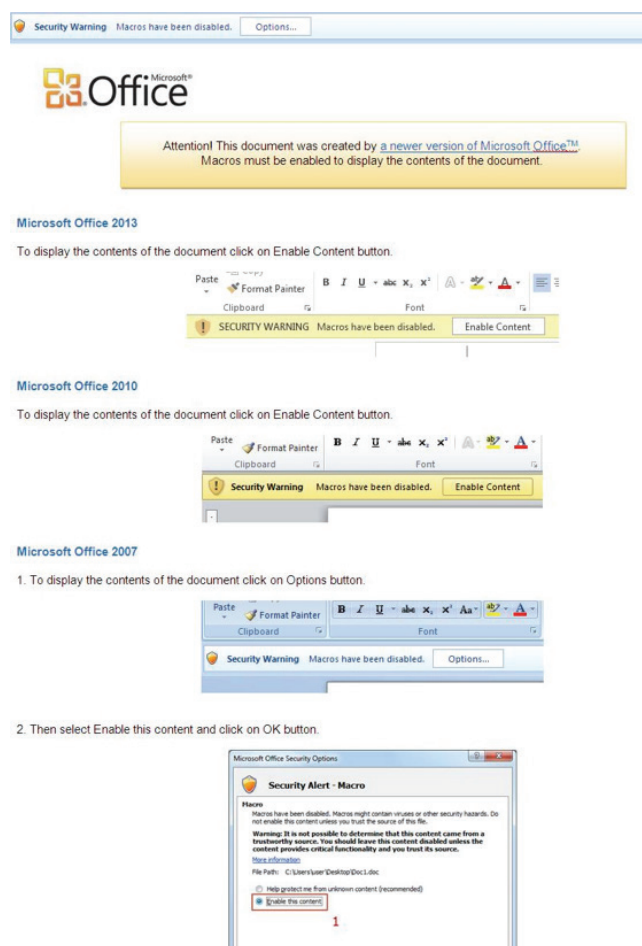 Security Warning Macros have been disabled. Options...
Microsoft®
Office
Attention! This document was created by a newer version of Microsoft Office™.
Macros must be enabled to display the contents of the document.
Microsoft Office 2013
To display the contents of the document click on Enable Content button.
Paste Copy
Format Painter B I U abc X₂ X² A A
Clipboard Font
SECURITY WARNING Macros have been disabled. Enable Content
Microsoft Office 2010
To display the contents of the document click on Enable Content button.
Paste
Format Painter B I U abc X₂ X² A ab A
Clipboard Font
Security Warning Macros have been disabled. Enable Content
Microsoft Office 2007
1. To display the contents of the document click on Options button.
Paste
Format Painter B I U abc X₂ X² Aa ab A
Clipboard Font
Security Warning Macros have been disabled. Options...
2. Then select Enable this content and click on OK button.
Microsoft Office Security Options
Security Alert - Macro
Macro
Macros have been disabled. Macros might contain viruses or other security hazards. Do
not enable this content unless you trust the source of this file.
Warning: It is not possible to determine that this content came from a
trustworthy source. You should leave this content disabled unless the
content provides critical functionality and you trust its source.
More information
File Path: C:\Users\user\Desktop\Doc1.doc
Help protect me from unknown content (recommended)
Enable this content
1